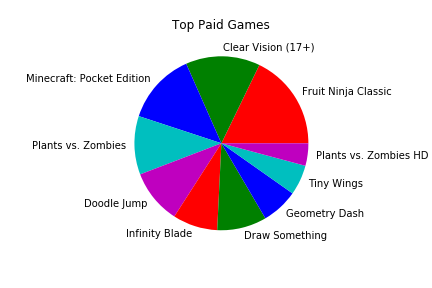 Top Paid Games
Clear Vision (17+)
Minecraft: Pocket Edition
Fruit Ninja Classic
Plants vs. Zombies
Plants vs. Zombies HD
Tiny Wings
Doodle Jump
Geometry Dash
Infinity Blade
Draw Something